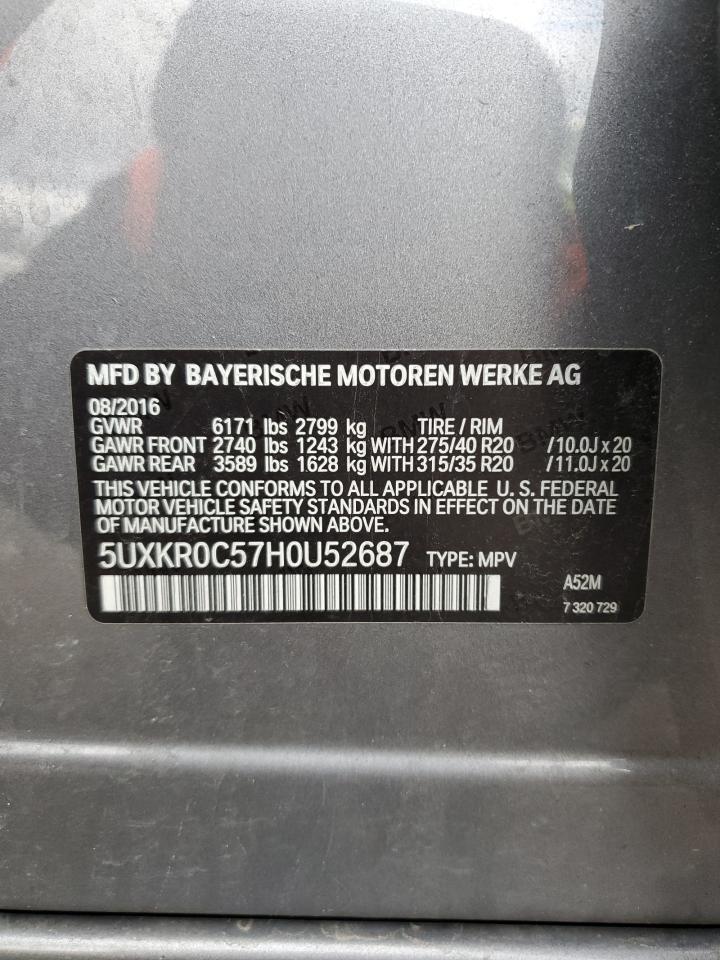 MFD BY BAYERISCHE MOTOREN WERKE AG
08/2016
GVWR 6171 lbs 2799 kg TIRE / RIM
GAWR FRONT 2740 lbs 1243 kg WITH 275/40 R20 /10.0J x 20
GAWR REAR 3589 lbs 1628 kg WITH 315/35 R20 /11.0J x 20
THIS VEHICLE CONFORMS TO ALL APPLICABLE U. S. FEDERAL
MOTOR VEHICLE SAFETY STANDARDS IN EFFECT ON THE DATE
OF MANUFACTURE SHOWN ABOVE.
5UXKR0C57H0U52687 TYPE: MPV
A52M
7 320 729